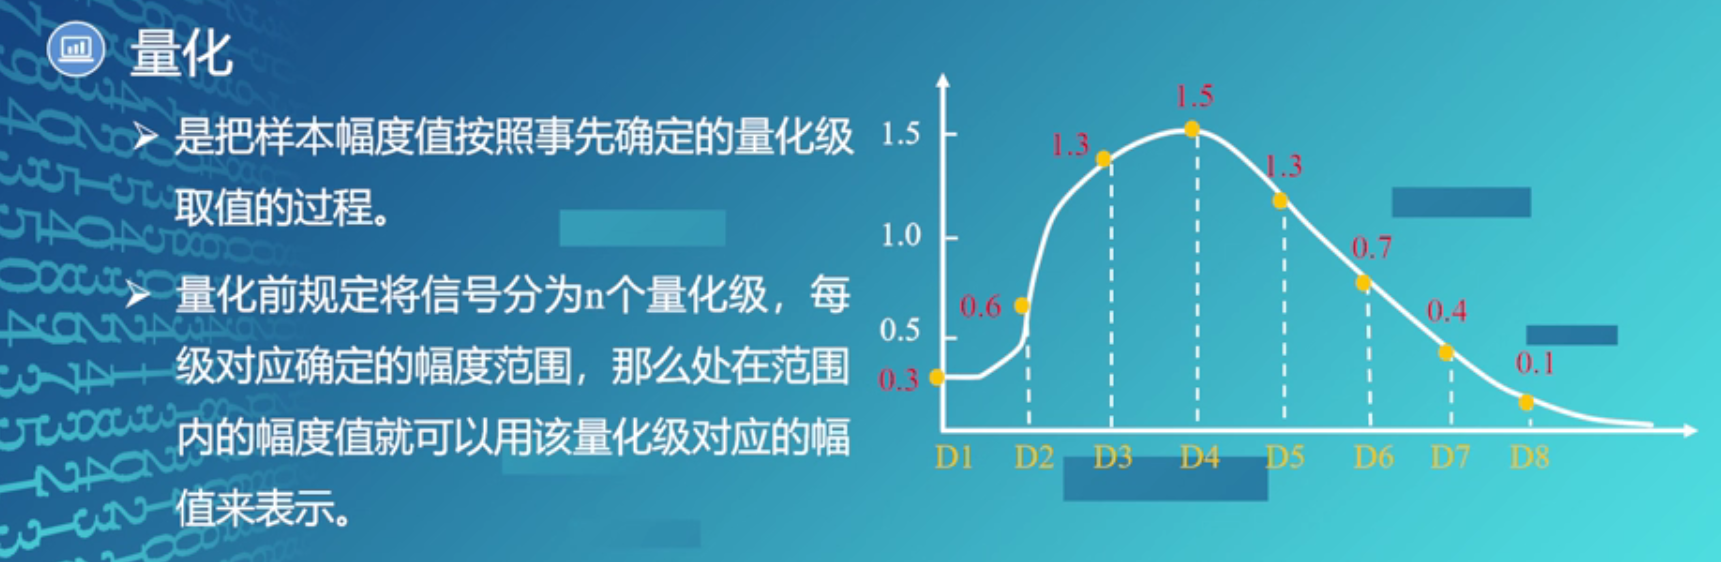 量化
➢ 是把样本幅度值按照事先确定的量化级
取值的过程。
➢ 量化前规定将信号分为n个量化级，每
级对应确定的幅度范围，那么处在范围
内的幅度值就可以用该量化级对应的幅
值来表示。
1.5
1.5
1.3
1.3
1.0
0.7
0.6
0.5
0.4
0.3
0.1
D1 D2 D3 D4 D5 D6 D7 D8